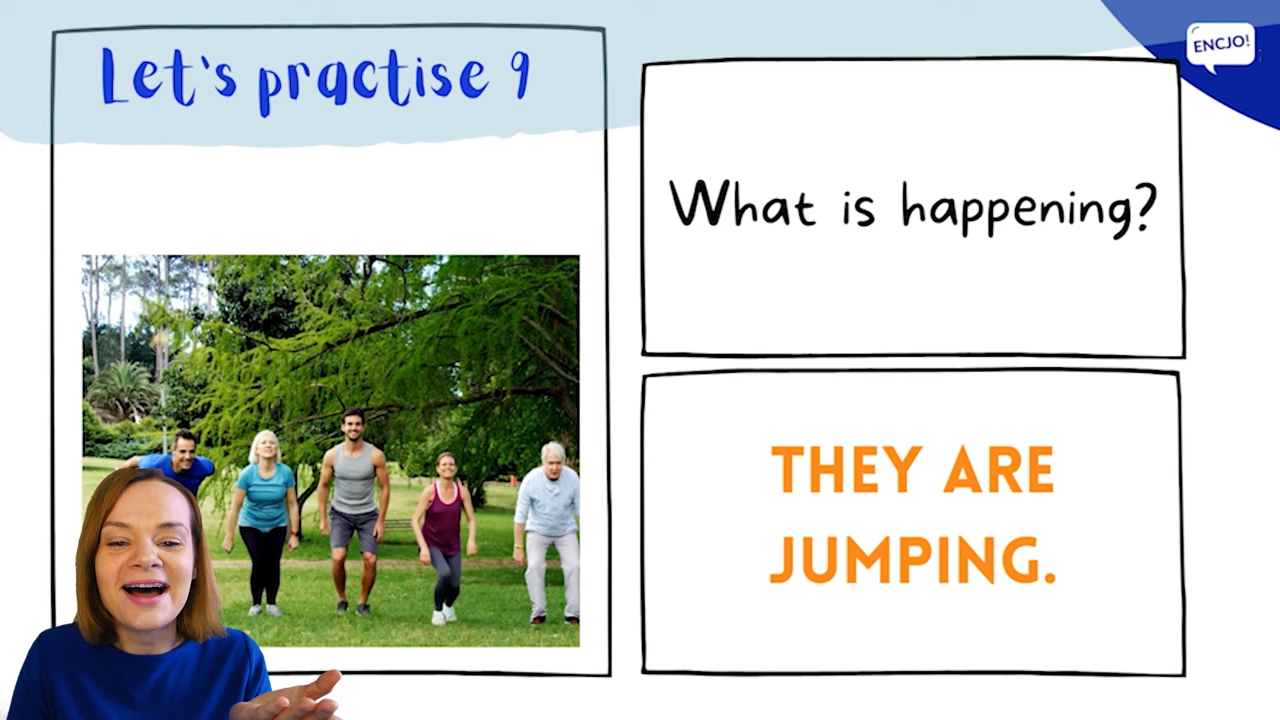 Let's practise 9
ENCJO!
What is happening?
THEY ARE
JUMPING.